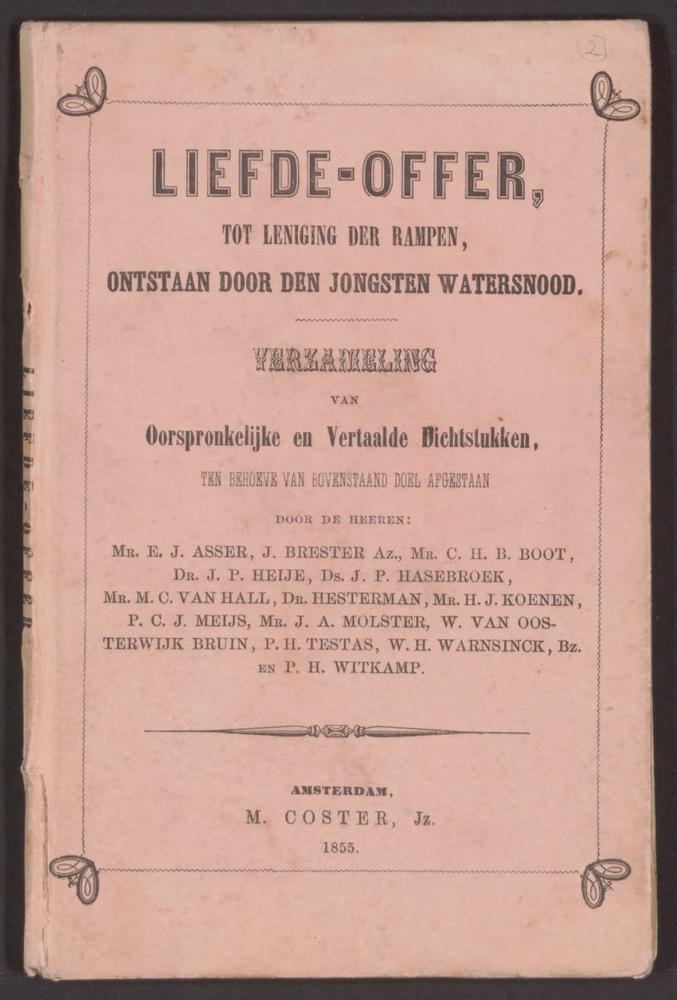 2
LIEFDE-OFFER,
TOT LENIGING DER RAMPEN,
ONTSTAAN DOOR DEN JONGSTEN WATERSNOOD.
VERZAMELING
VAN
Oorspronkelijke en Vertaalde Dichtstukken,
TEN BEHOEVE VAN BOVENSTAAND DOEL AFGESTAAN
DOOR DE HEEREN:
MR. E. J. ASSER, J. BRESTER AZ., MR. C. H. B. BOOT,
DR. J. P. HEIJE, DS. J. P. HASEBROEK,
MR. M. C. VAN HALL, DR. HESTERMAN, MR. H. J. KOENEN,
P. C. J. MEIJS, MR. J. A. MOLSTER, W. VAN OOS-
TERWIJK BRUIN, P. H. TESTAS, W. H. WARNSINCK, BZ.
EN P. H. WITKAMP.
AMSTERDAM,
M. COSTER, JZ.
1855.
LIEFDE-OFFER